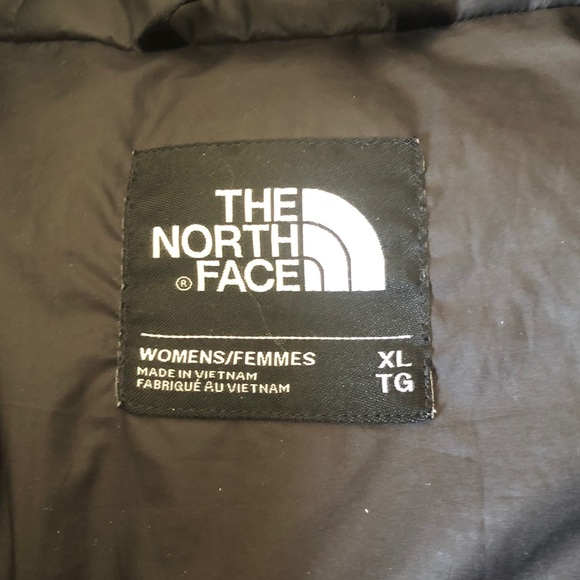 THE
NORTH
® FACE
WOMENS/FEMMES XL
MADE IN VIETNAM TG
FABRIQUÉ AU VIETNAM